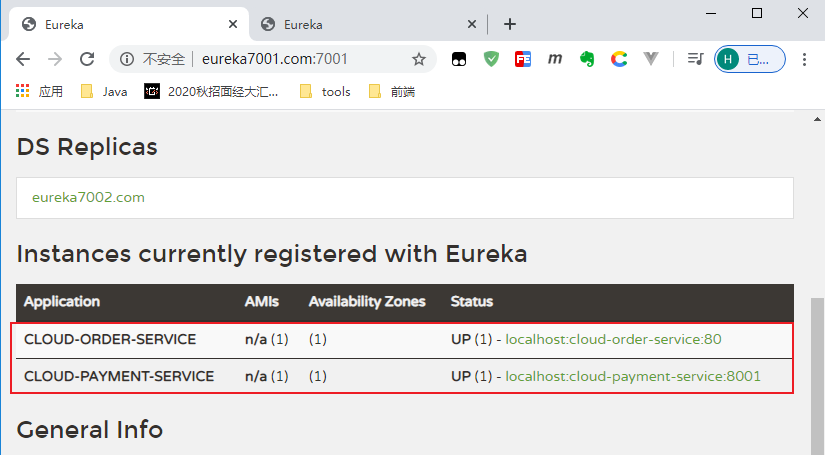 Eureka
Eureka
不安全 eureka7001.com:7001 H 已...
应用 Java 2020秋招面经大汇... tools 前端
DS Replicas
eureka7002.com
Instances currently registered with Eureka
Application AMIs Availability Zones Status
CLOUD-ORDER-SERVICE n/a (1) (1) UP (1) - localhost:cloud-order-service:80
CLOUD-PAYMENT-SERVICE n/a (1) (1) UP (1) - localhost:cloud-payment-service:8001
General Info